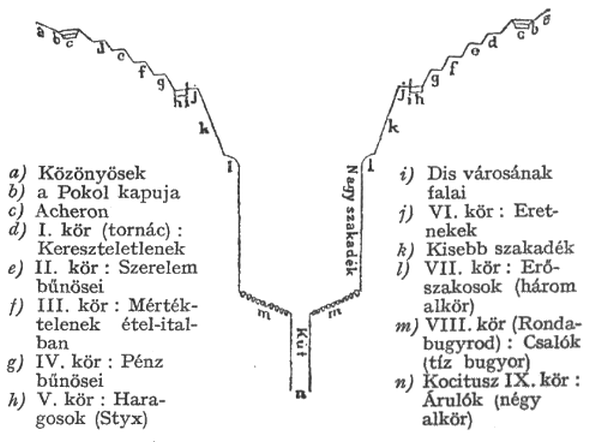 a b c d e f g h i j k l m n
e b c d e f g h i j k l m
Nagy szakadék
Kút
a) Közönyösek
b) a Pokol kapuja
c) Acheron
d) I. kör (tornác) :
Kereszteletlenek
e) II. kör : Szerelem
bűnösei
f) III. kör : Mérték-
telenek étel-ital-
ban
g) IV. kör : Pénz
bűnösei
h) V. kör : Hara-
gosok (Styx)
i) Dis városának
falai
j) VI. kör : Eret-
nekek
k) Kisebb szakadék
l) VII. kör : Erő-
szakosok (három
alkör)
m) VIII. kör (Ronda-
bugyrod) : Csalók
(tíz bugyor)
n) Kocitusz IX. kör :
Árulók (négy
alkör)